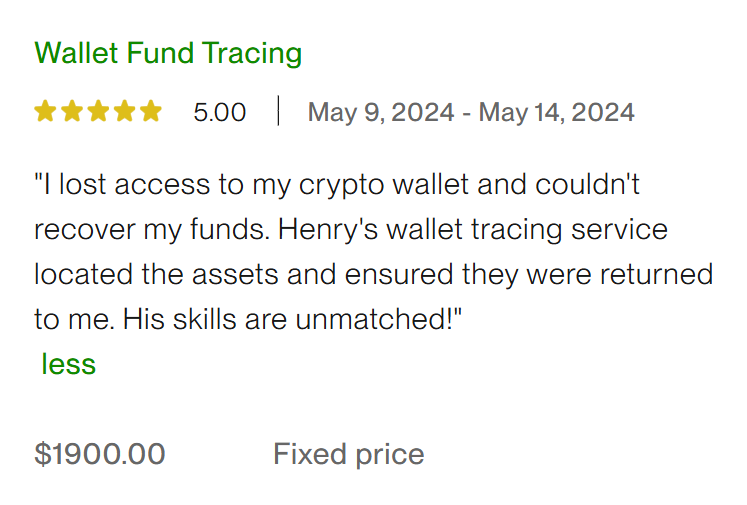 Wallet Fund Tracing
5.00 | May 9, 2024 - May 14, 2024
"I lost access to my crypto wallet and couldn't
recover my funds. Henry's wallet tracing service
located the assets and ensured they were returned
to me. His skills are unmatched!"
less
$1900.00 Fixed price